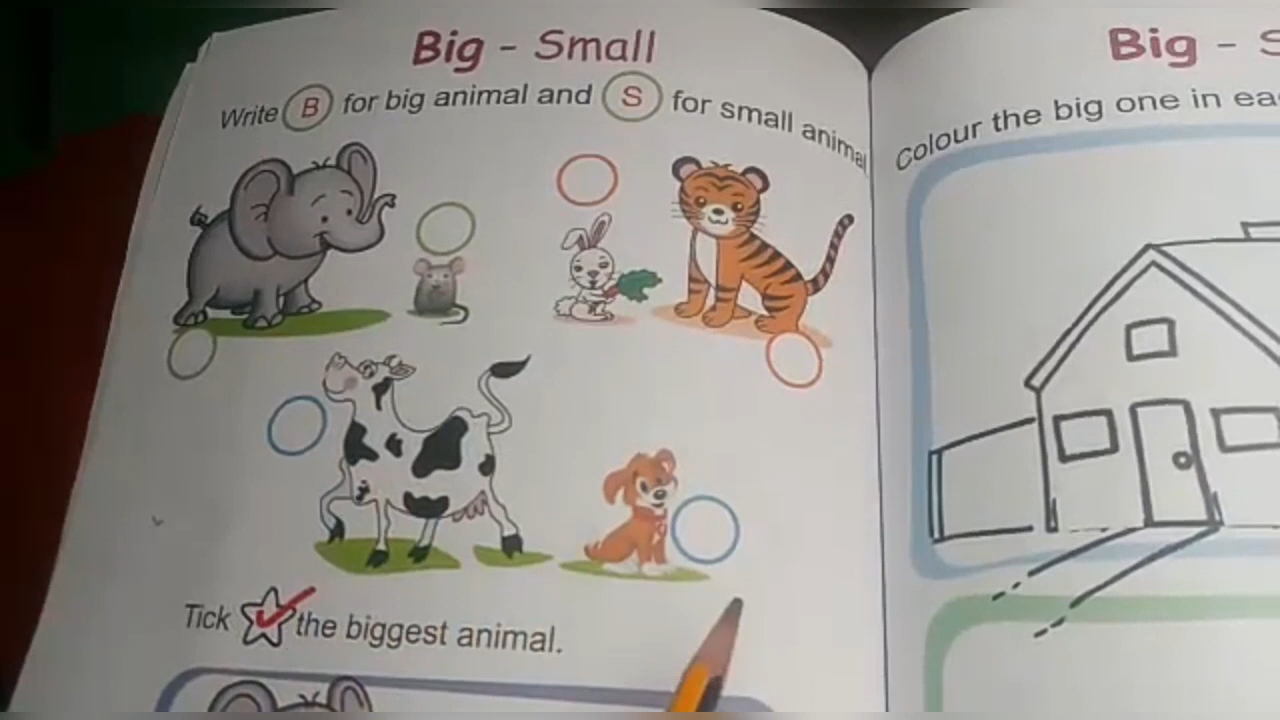 Big - Small
Write B for big animal and S for small animal
Tick the biggest animal.
Big - S
Colour the big one in ea